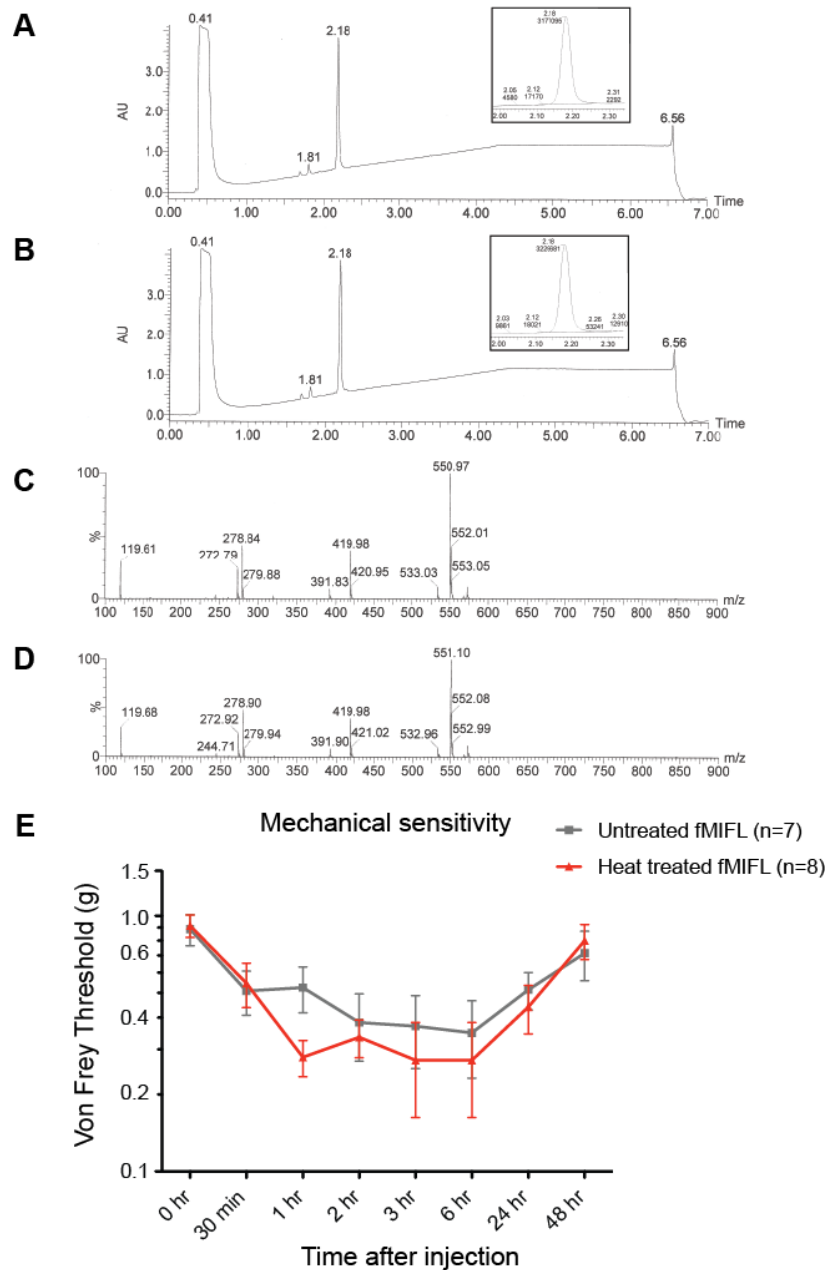 A
0.41
2.18
1.81
6.56
AU
3.0
2.0
1.0
0.0
0.00 1.00 2.00 3.00 4.00 5.00 6.00 7.00
Time
2.18
3171095
2.05
4580
2.12
17170
2.31
2292
2.00 2.10 2.20 2.30
B
0.41
2.18
1.81
6.56
AU
3.0
2.0
1.0
0.0
0.00 1.00 2.00 3.00 4.00 5.00 6.00 7.00
Time
2.18
3226981
2.03
9861
2.12
18021
2.26
53241
2.30
12910
2.00 2.10 2.20 2.30
C
100
%
0
550.97
552.01
553.05
533.03
419.98
420.95
391.83
278.84
272.79
279.88
119.61
100 150 200 250 300 350 400 450 500 550 600 650 700 750 800 850 900
m/z
D
100
%
0
551.10
552.08
552.99
532.96
419.98
421.02
391.90
278.90
272.92
279.94
244.71
119.68
100 150 200 250 300 350 400 450 500 550 600 650 700 750 800 850 900
m/z
E
Mechanical sensitivity
Untreated fMIFL (n=7)
Heat treated fMIFL (n=8)
Von Frey Threshold (g)
1.5
1.0
0.6
0.4
0.2
0.1
0 hr
30 min
1 hr
2 hr
3 hr
6 hr
24 hr
48 hr
Time after injection